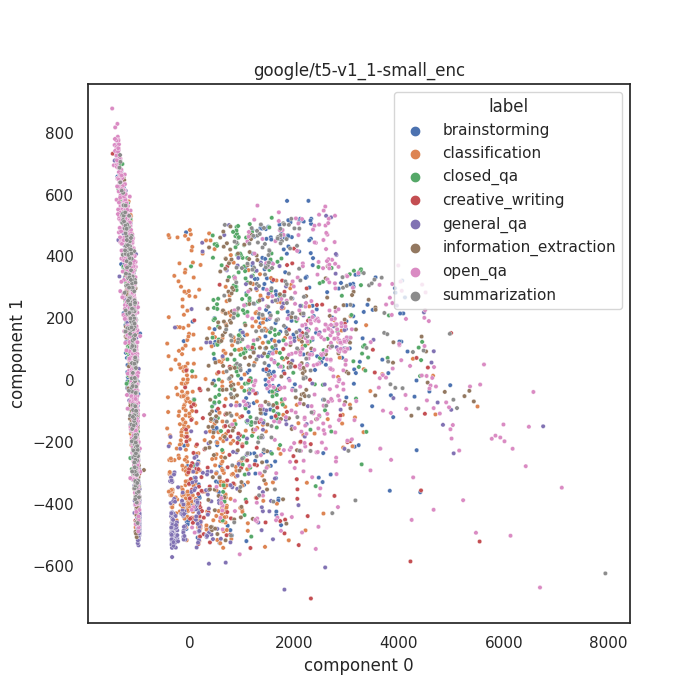 google/t5-v1_1-small_enc
label
brainstorming
classification
closed_qa
creative_writing
general_qa
information_extraction
open_qa
summarization
component 1
800
600
400
200
0
−200
−400
−600
0
2000
4000
6000
8000
component 0